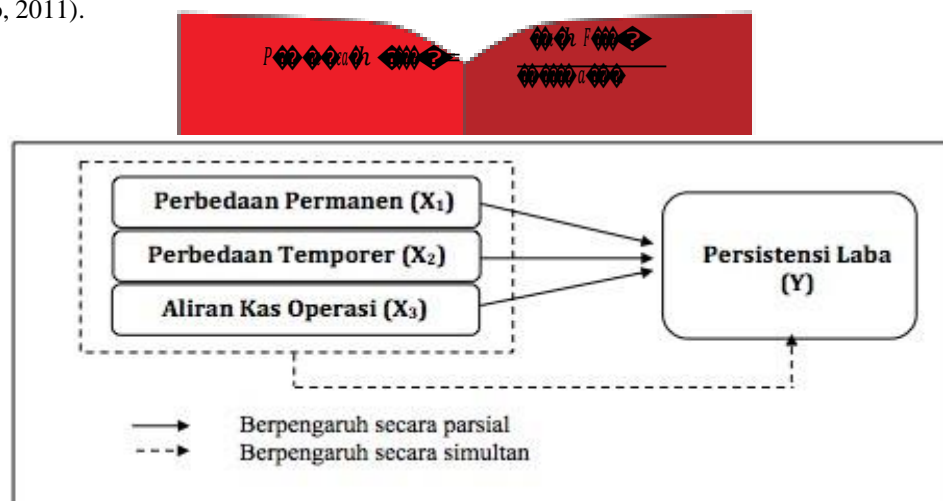 , 2011).
Perbedaan Permanen (X₁)
Perbedaan Temporer (X₂)
Aliran Kas Operasi (X₃)
Persistensi Laba
(Y)
Berpengaruh secara parsial
Berpengaruh secara simultan